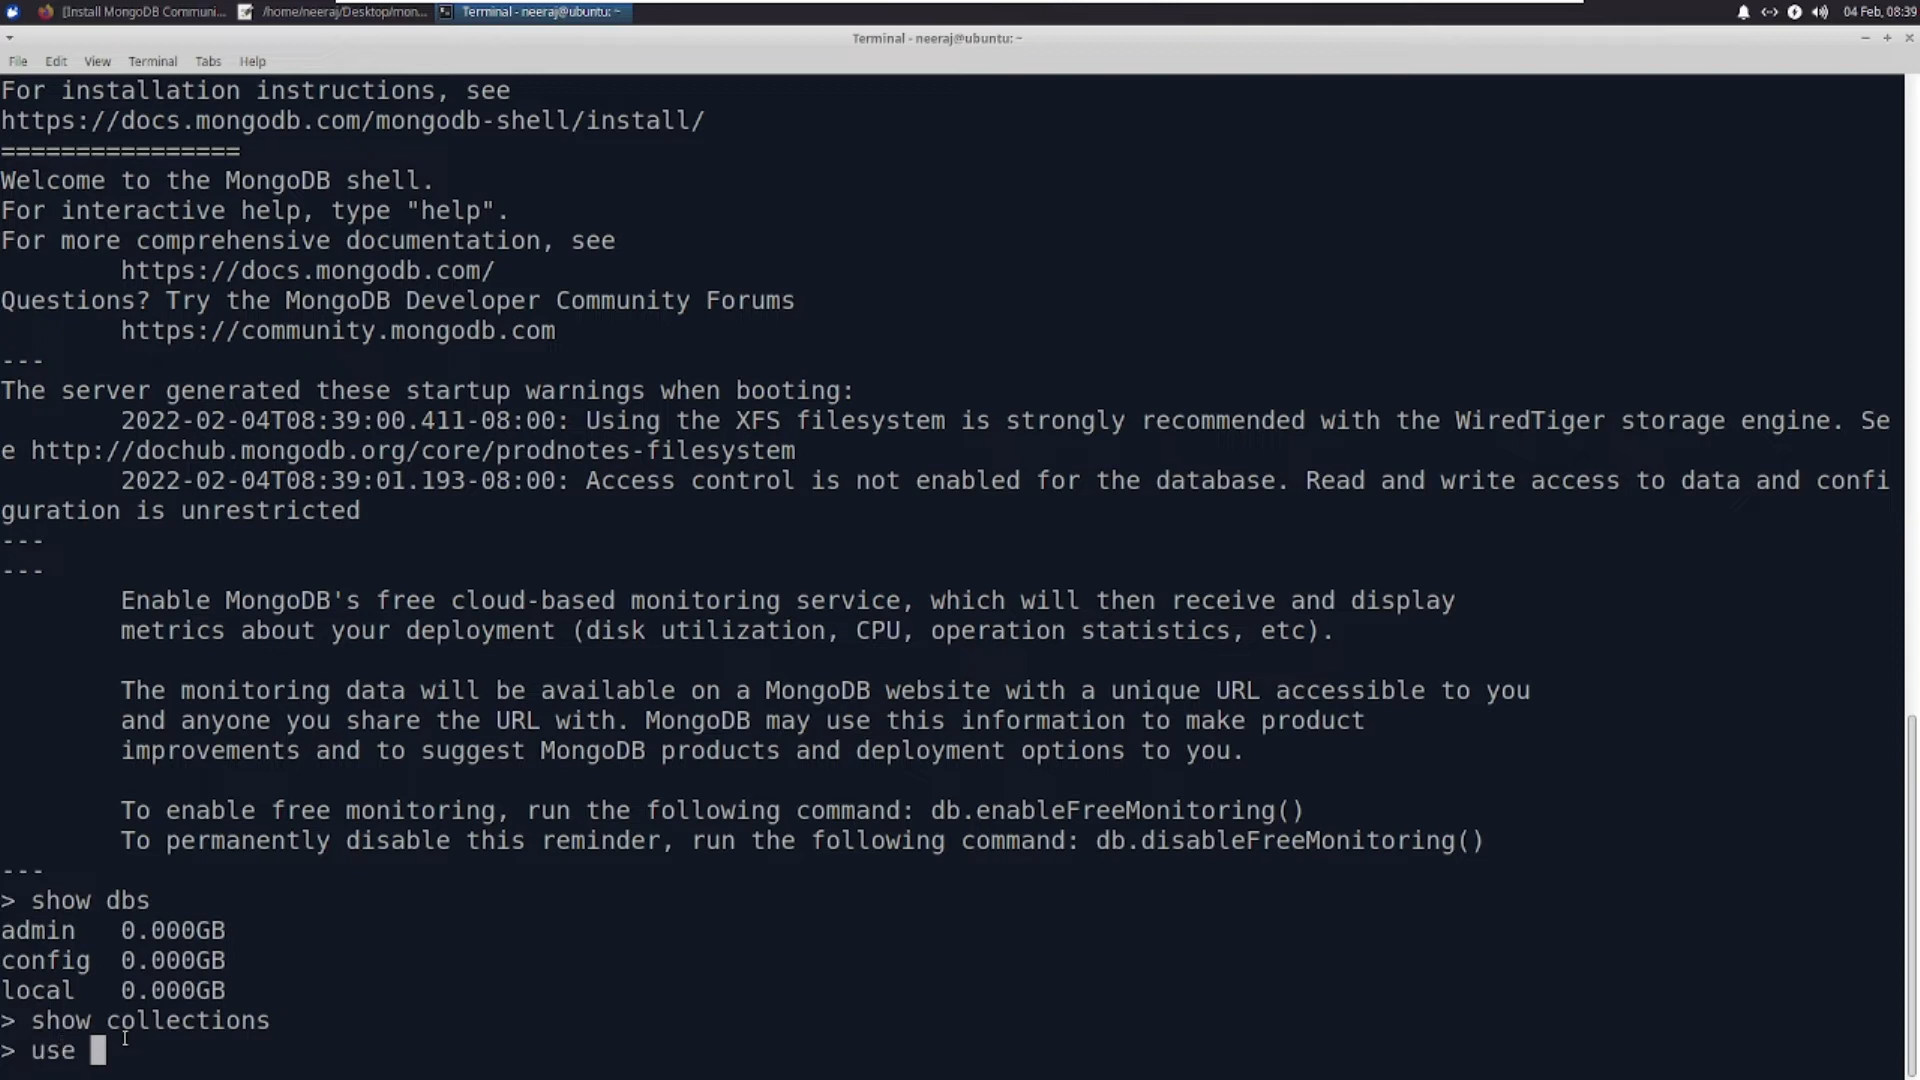 [Install MongoDB Communi... /home/neeraj/Desktop/mon... Terminal - neeraj@ubuntu: ~ 04 Feb, 08:39
Terminal - neeraj@ubuntu: ~
File Edit View Terminal Tabs Help
For installation instructions, see
https://docs.mongodb.com/mongodb-shell/install/
================
Welcome to the MongoDB shell.
For interactive help, type "help".
For more comprehensive documentation, see
https://docs.mongodb.com/
Questions? Try the MongoDB Developer Community Forums
https://community.mongodb.com
---
The server generated these startup warnings when booting:
2022-02-04T08:39:00.411-08:00: Using the XFS filesystem is strongly recommended with the WiredTiger storage engine. Se
e http://dochub.mongodb.org/core/prodnotes-filesystem
2022-02-04T08:39:01.193-08:00: Access control is not enabled for the database. Read and write access to data and confi
guration is unrestricted
---
---
Enable MongoDB's free cloud-based monitoring service, which will then receive and display
metrics about your deployment (disk utilization, CPU, operation statistics, etc).
The monitoring data will be available on a MongoDB website with a unique URL accessible to you
and anyone you share the URL with. MongoDB may use this information to make product
improvements and to suggest MongoDB products and deployment options to you.
To enable free monitoring, run the following command: db.enableFreeMonitoring()
To permanently disable this reminder, run the following command: db.disableFreeMonitoring()
---
> show dbs
admin 0.000GB
config 0.000GB
local 0.000GB
> show collections
> use